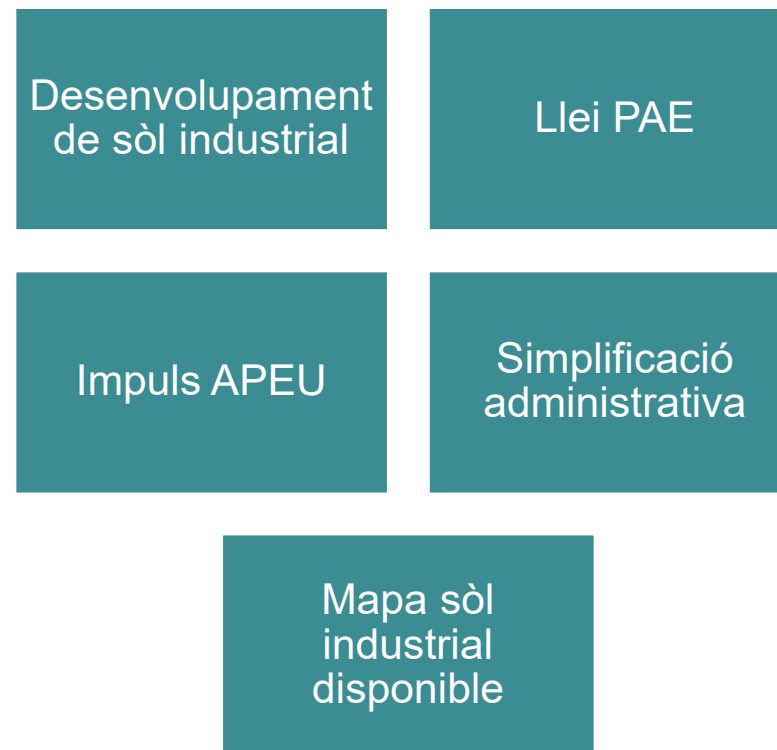 Desenvolupament
de sòl industrial
Llei PAE
Impuls APEU
Simplificació
administrativa
Mapa sòl
industrial
disponible